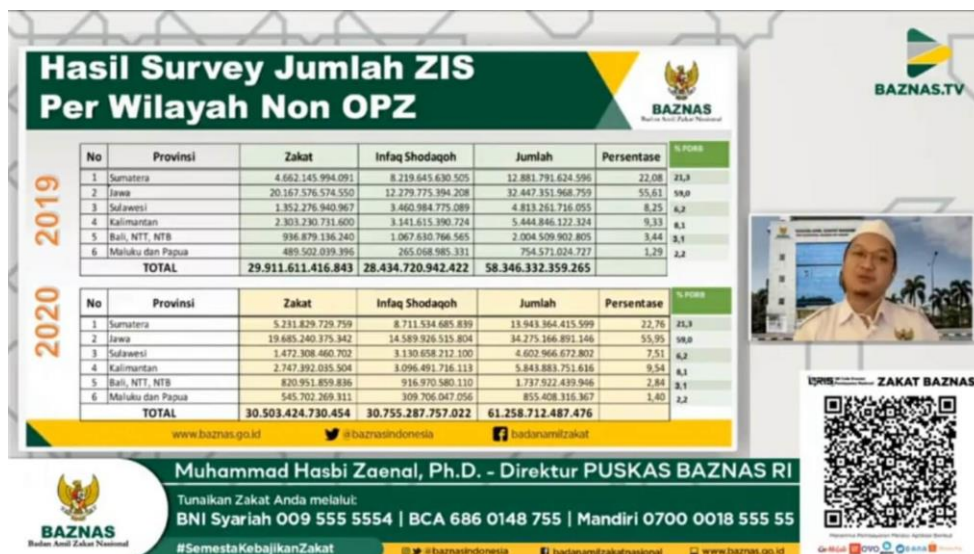 Hasil Survey Jumlah ZIS
Per Wilayah Non OPZ
BAZNAS
Badan Amil Zakat Nasional
BAZNAS.TV
2019
No Provinsi Zakat Infaq Shodaqoh Jumlah Persentase % PDRB
1 Sumatera 4.662.145.994.091 8.219.645.630.505 12.881.791.624.596 22,08 21,3
2 Jawa 20.167.576.574.550 12.279.775.394.208 32.447.351.968.759 55,61 59,0
3 Sulawesi 1.352.276.940.967 3.460.984.775.089 4.813.261.716.055 8,25 6,2
4 Kalimantan 2.303.230.731.600 3.141.615.390.724 5.444.846.122.324 9,33 8,1
5 Bali, NTT, NTB 936.879.136.240 1.067.630.766.565 2.004.509.902.805 3,44 3,1
6 Maluku dan Papua 489.502.039.396 265.068.985.331 754.571.024.727 1,29 2,2
TOTAL 29.911.611.416.843 28.434.720.942.422 58.346.332.359.265
2020
No Provinsi Zakat Infaq Shodaqoh Jumlah Persentase % PDRB
1 Sumatera 5.231.829.729.759 8.711.534.685.839 13.943.364.415.599 22,76 21,3
2 Jawa 19.685.240.375.342 14.589.926.515.804 34.275.166.891.146 55,95 59,0
3 Sulawesi 1.472.308.460.702 3.130.658.212.100 4.602.966.672.802 7,51 6,2
4 Kalimantan 2.747.392.035.504 3.096.491.716.113 5.843.883.751.616 9,54 8,1
5 Bali, NTT, NTB 820.951.859.836 916.970.580.110 1.737.922.439.946 2,84 3,1
6 Maluku dan Papua 545.702.269.311 309.706.047.056 855.408.316.367 1,40 2,2
TOTAL 30.503.424.730.454 30.755.287.757.022 61.258.712.487.476
www.baznas.go.id @baznasindonesia badanamilzakat
QRIS ZAKAT BAZNAS
Muhammad Hasbi Zaenal, Ph.D. - Direktur PUSKAS BAZNAS RI
Tunaikan Zakat Anda melalui:
BNI Syariah 009 555 5554 | BCA 686 0148 755 | Mandiri 0700 0018 555 55
BAZNAS
Badan Amil Zakat Nasional
#SemestaKebajikanZakat @baznasindonesia badanamilzakatnasional www.baznas.go.id
OVO DANA